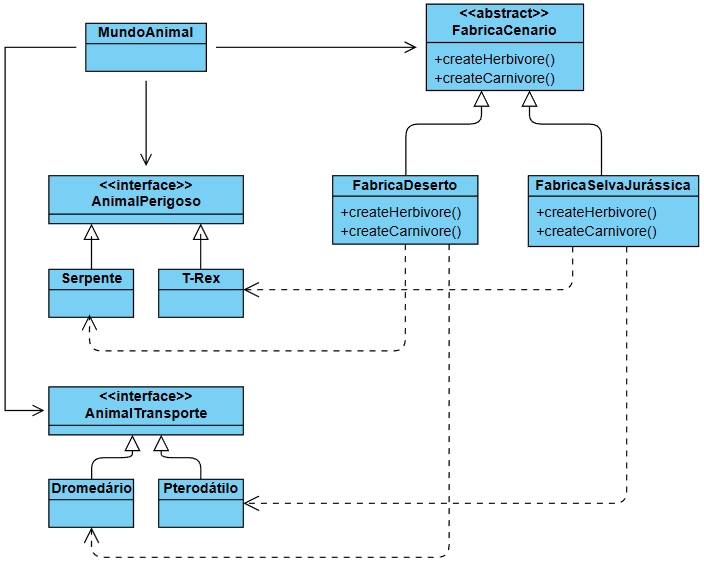 MundoAnimal
<<abstract>>
FabricaCenario
+createHerbivore()
+createCarnivore()
<<interface>>
AnimalPerigoso
FabricaDeserto
+createHerbivore()
+createCarnivore()
FabricaSelvaJurássica
+createHerbivore()
+createCarnivore()
Serpente
T-Rex
<<interface>>
AnimalTransporte
Dromedário
Pterodátilo